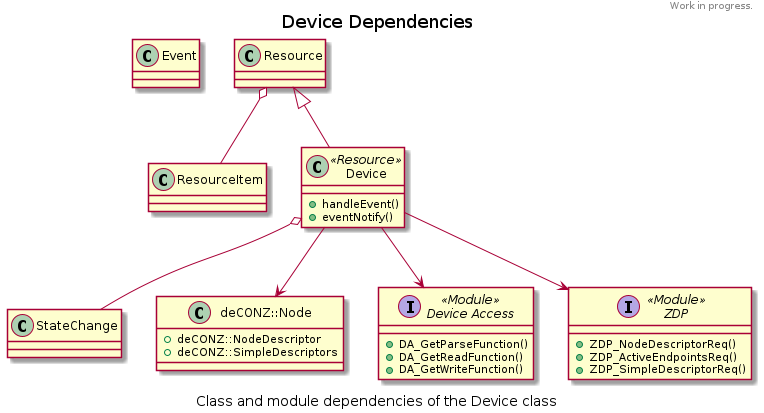 Work in progress.
Device Dependencies
C Event
C Resource
C ResourceItem
«Resource»
C Device
handleEvent()
eventNotify()
C StateChange
C deCONZ::Node
deCONZ::NodeDescriptor
deCONZ::SimpleDescriptors
«Module»
I Device Access
DA_GetParseFunction()
DA_GetReadFunction()
DA_GetWriteFunction()
«Module»
I ZDP
ZDP_NodeDescriptorReq()
ZDP_ActiveEndpointsReq()
ZDP_SimpleDescriptorReq()
Class and module dependencies of the Device class